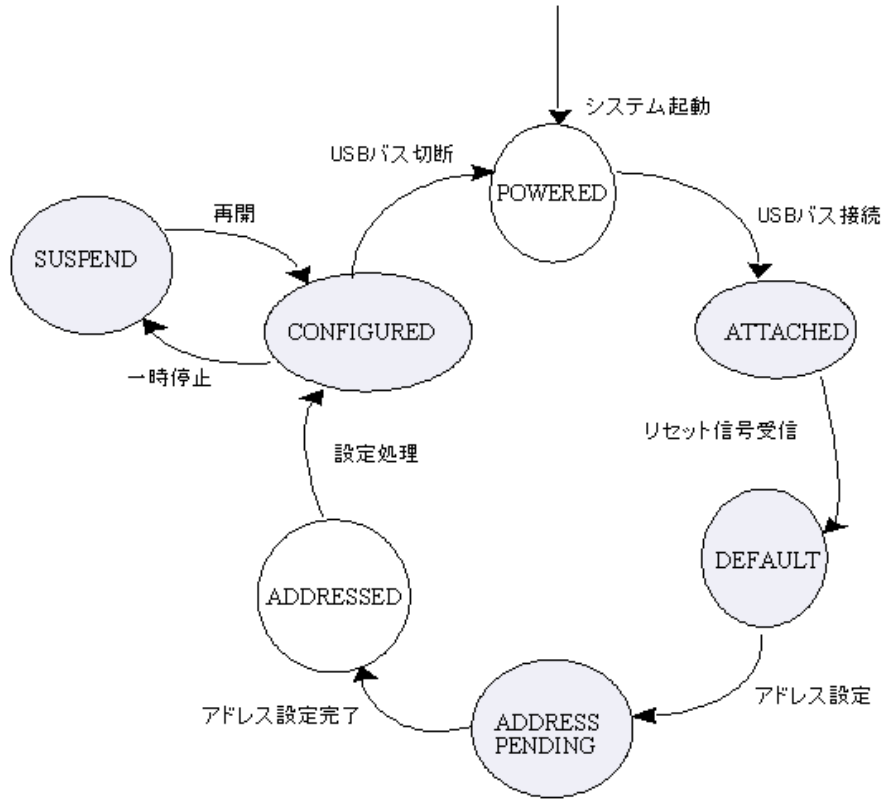 システム起動
USBバス切断
POWERED
USBバス接続
再開
SUSPEND
CONFIGURED
ATTACHED
一時停止
リセット信号受信
設定処理
DEFAULT
ADDRESSED
アドレス設定
アドレス設定完了
ADDRESS
PENDING